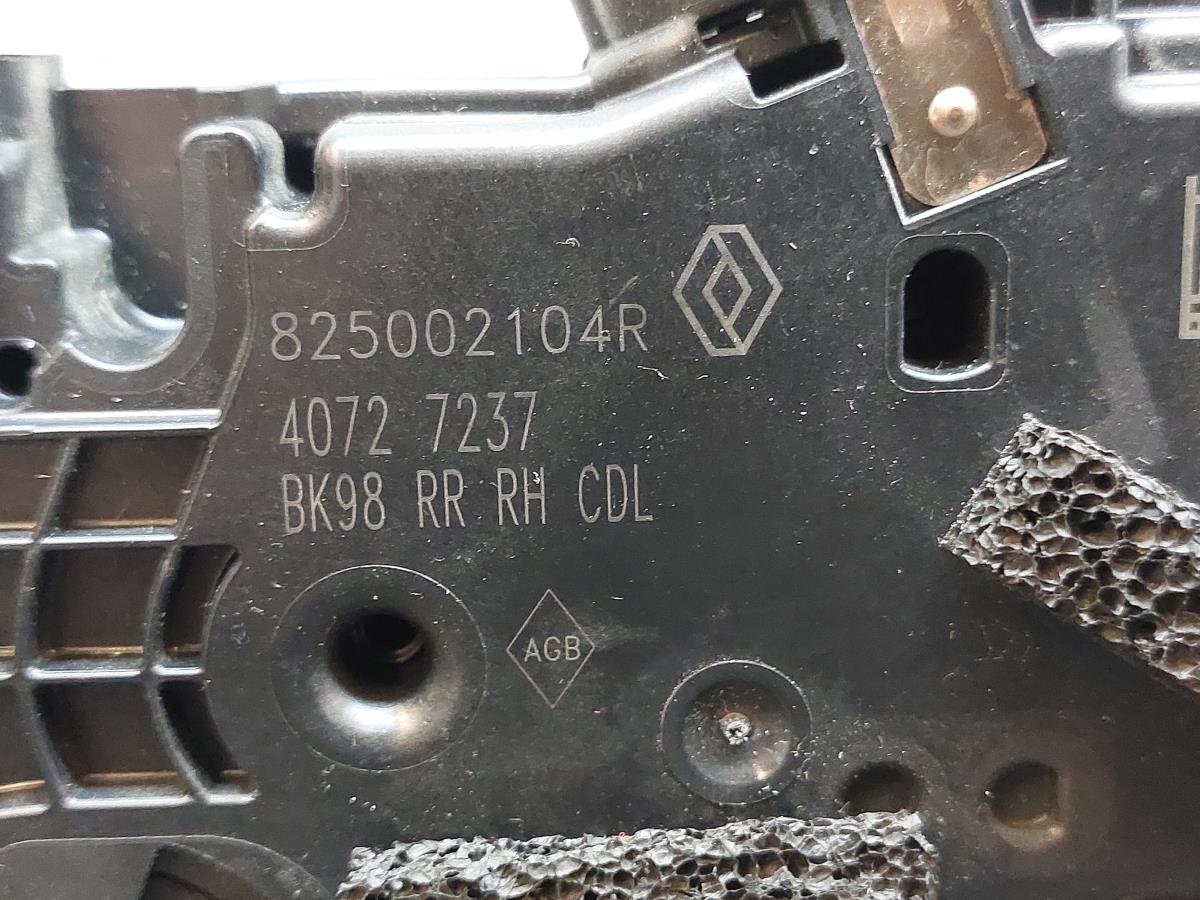 825002104R
4072 7237
BK98 RR RH CDL
AGB